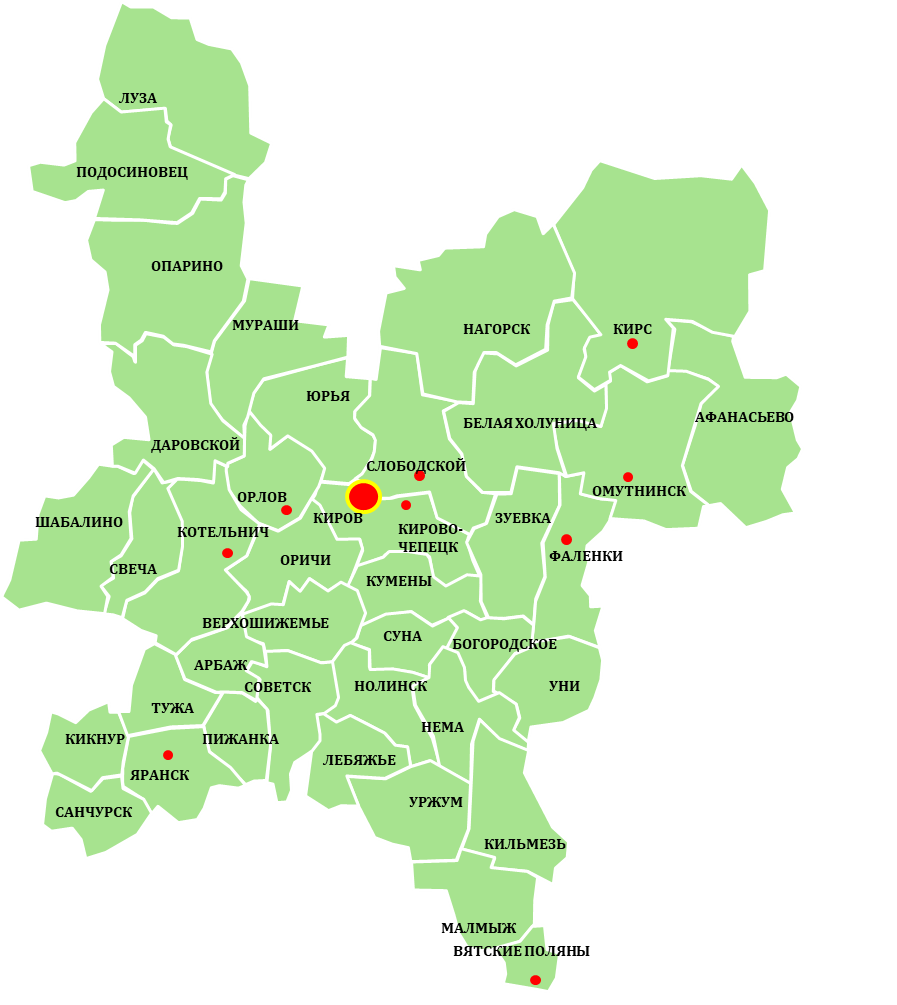 ЛУЗА
ПОДОСИНОВЕЦ
ОПАРИНО
МУРАШИ
НАГОРСК
КИРС
ЮРЬЯ
БЕЛАЯ ХОЛУНИЦА
АФАНАСЬЕВО
ДАРОВСКОЙ
СЛОБОДСКОЙ
ОМУТНИНСК
ОРЛОВ
ШАБАЛИНО
КИРОВ
ЗУЕВКА
КОТЕЛЬНИЧ
КИРОВО-
ЧЕПЕЦК
ФАЛЕНКИ
ОРИЧИ
СВЕЧА
КУМЕНЫ
ВЕРХОШИЖЕМЬЕ
СУНА
БОГОРОДСКОЕ
АРБАЖ
СОВЕТСК
НОЛИНСК
УНИ
ТУЖА
НЕМА
КИКНУР
ПИЖАНКА
ЛЕБЯЖЬЕ
ЯРАНСК
УРЖУМ
САНЧУРСК
КИЛЬМЕЗЬ
МАЛМЫЖ
ВЯТСКИЕ ПОЛЯНЫ